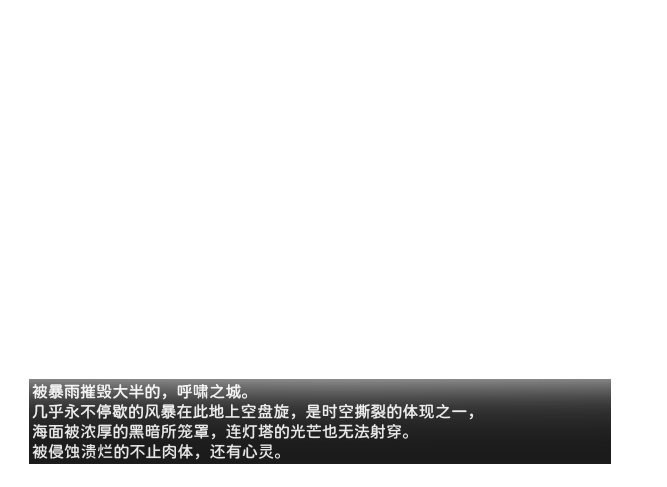 被暴雨摧毁大半的，呼啸之城。
几乎永不停歇的风暴在此地上空盘旋，是时空撕裂的体现之一，
海面被浓厚的黑暗所笼罩，连灯塔的光芒也无法射穿。
被侵蚀溃烂的不止肉体，还有心灵。